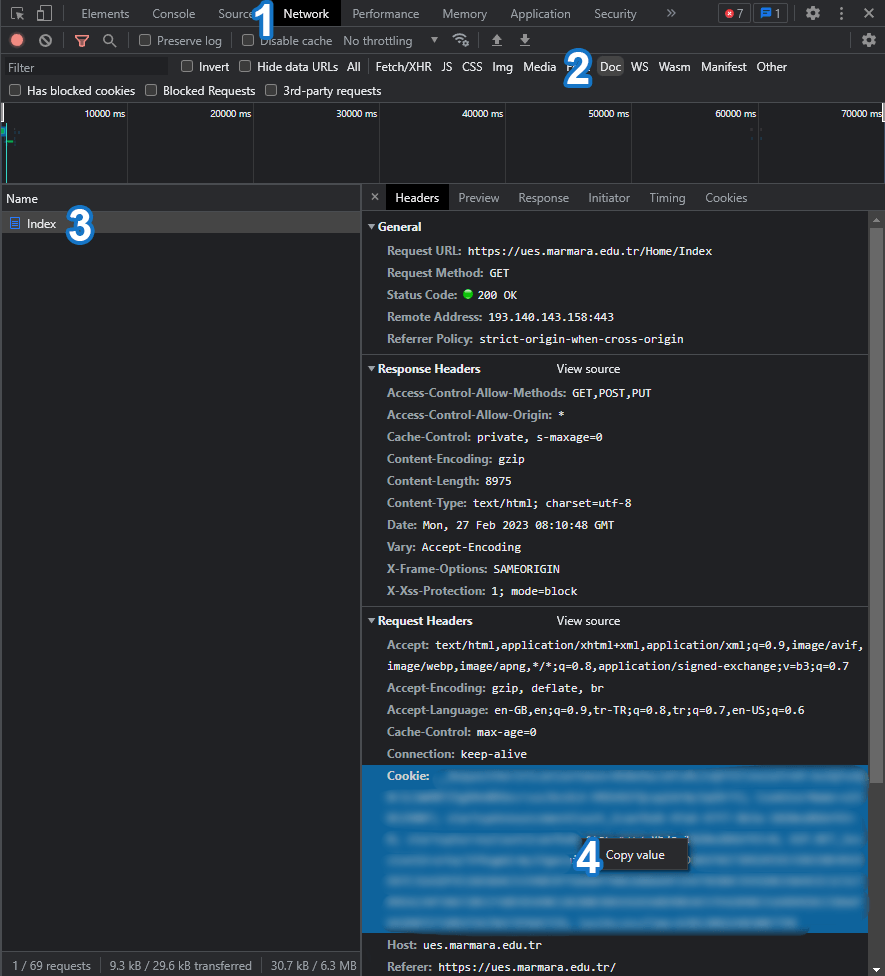 Elements Console Sources 1 Network Performance Memory Application Security » 7 1
Preserve log Disable cache No throttling
Filter Invert Hide data URLs All Fetch/XHR JS CSS Img Media 2 Doc WS Wasm Manifest Other
Has blocked cookies Blocked Requests 3rd-party requests
10000 ms 20000 ms 30000 ms 40000 ms 50000 ms 60000 ms 70000 ms
Name
Index 3
× Headers Preview Response Initiator Timing Cookies
General
Request URL: https://ues.marmara.edu.tr/Home/Index
Request Method: GET
Status Code: 200 OK
Remote Address: 193.140.143.158:443
Referrer Policy: strict-origin-when-cross-origin
Response Headers View source
Access-Control-Allow-Methods: GET,POST,PUT
Access-Control-Allow-Origin: *
Cache-Control: private, s-maxage=0
Content-Encoding: gzip
Content-Length: 8975
Content-Type: text/html; charset=utf-8
Date: Mon, 27 Feb 2023 08:10:48 GMT
Vary: Accept-Encoding
X-Frame-Options: SAMEORIGIN
X-Xss-Protection: 1; mode=block
Request Headers View source
Accept: text/html,application/xhtml+xml,application/xml;q=0.9,image/avif,
image/webp,image/apng,*/*;q=0.8,application/signed-exchange;v=b3;q=0.7
Accept-Encoding: gzip, deflate, br
Accept-Language: en-GB,en;q=0.9,tr-TR;q=0.8,tr;q=0.7,en-US;q=0.6
Cache-Control: max-age=0
Connection: keep-alive
Cookie:
4 Copy value
Host: ues.marmara.edu.tr
Referer: https://ues.marmara.edu.tr/
1 / 69 requests 9.3 kB / 29.6 kB transferred 30.7 kB / 6.3 MB